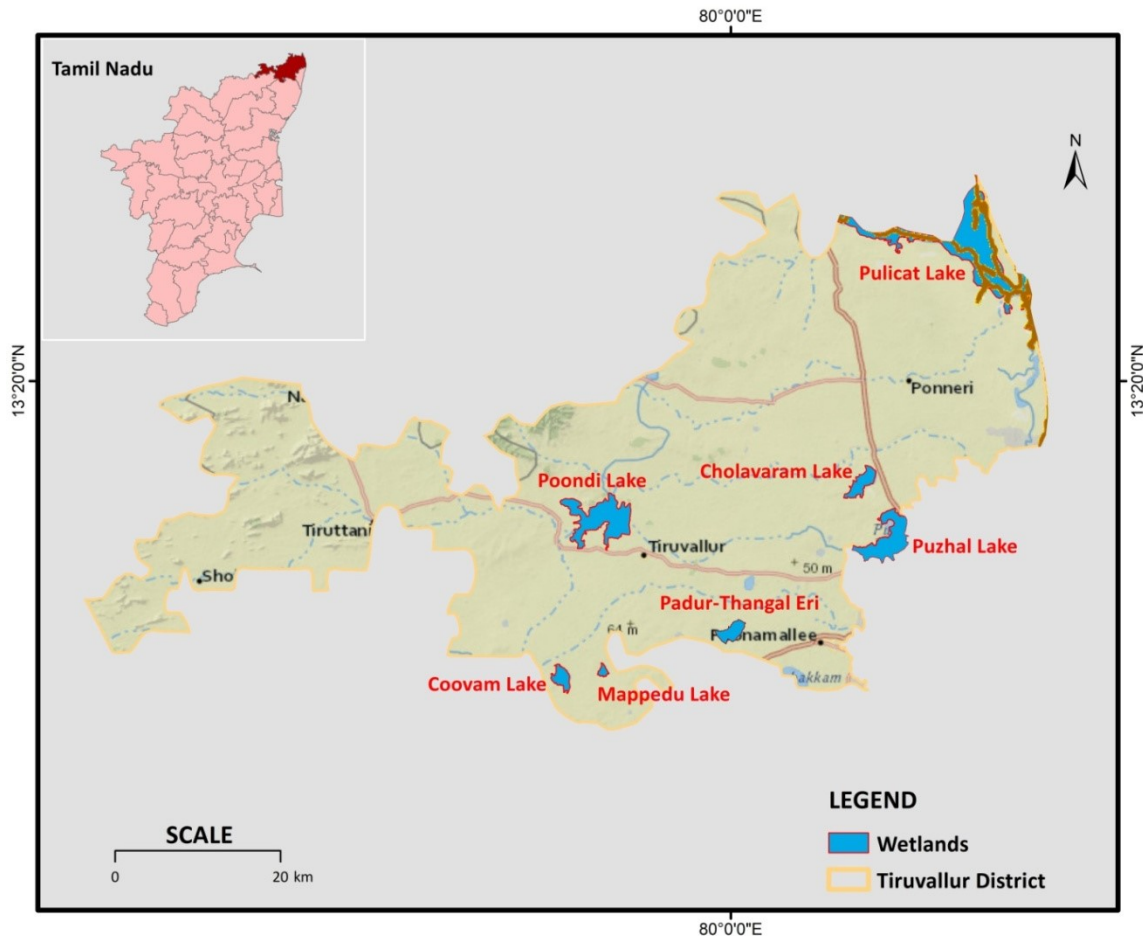 80°0'0"E
Tamil Nadu
N
Pulicat Lake
13°20'0"N
13°20'0"N
Ponneri
Cholavaram Lake
Poondi Lake
Tiruttani
Tiruvallur
Puzhal Lake
+ 50 m
Sho
Padur-Thangal Eri
64 m
Coovam Lake
Mappedu Lake
akkam
LEGEND
SCALE
Wetlands
0 20 km
Tiruvallur District
80°0'0"E